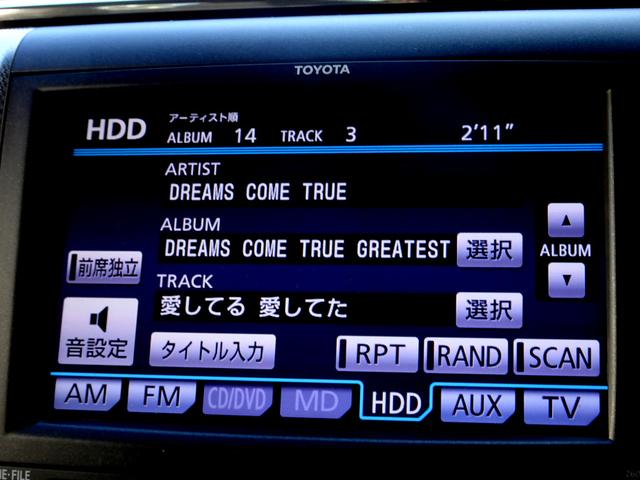 TOYOTA
HDD
アーティスト順
ALBUM 14 TRACK 3 2'11"
ARTIST
DREAMS COME TRUE
ALBUM
DREAMS COME TRUE GREATEST 選択
ALBUM
前席独立
TRACK
愛してる 愛してた 選択
音設定
タイトル入力 RPT RAND SCAN
AM FM CD/DVD MD HDD AUX TV
E-FILE